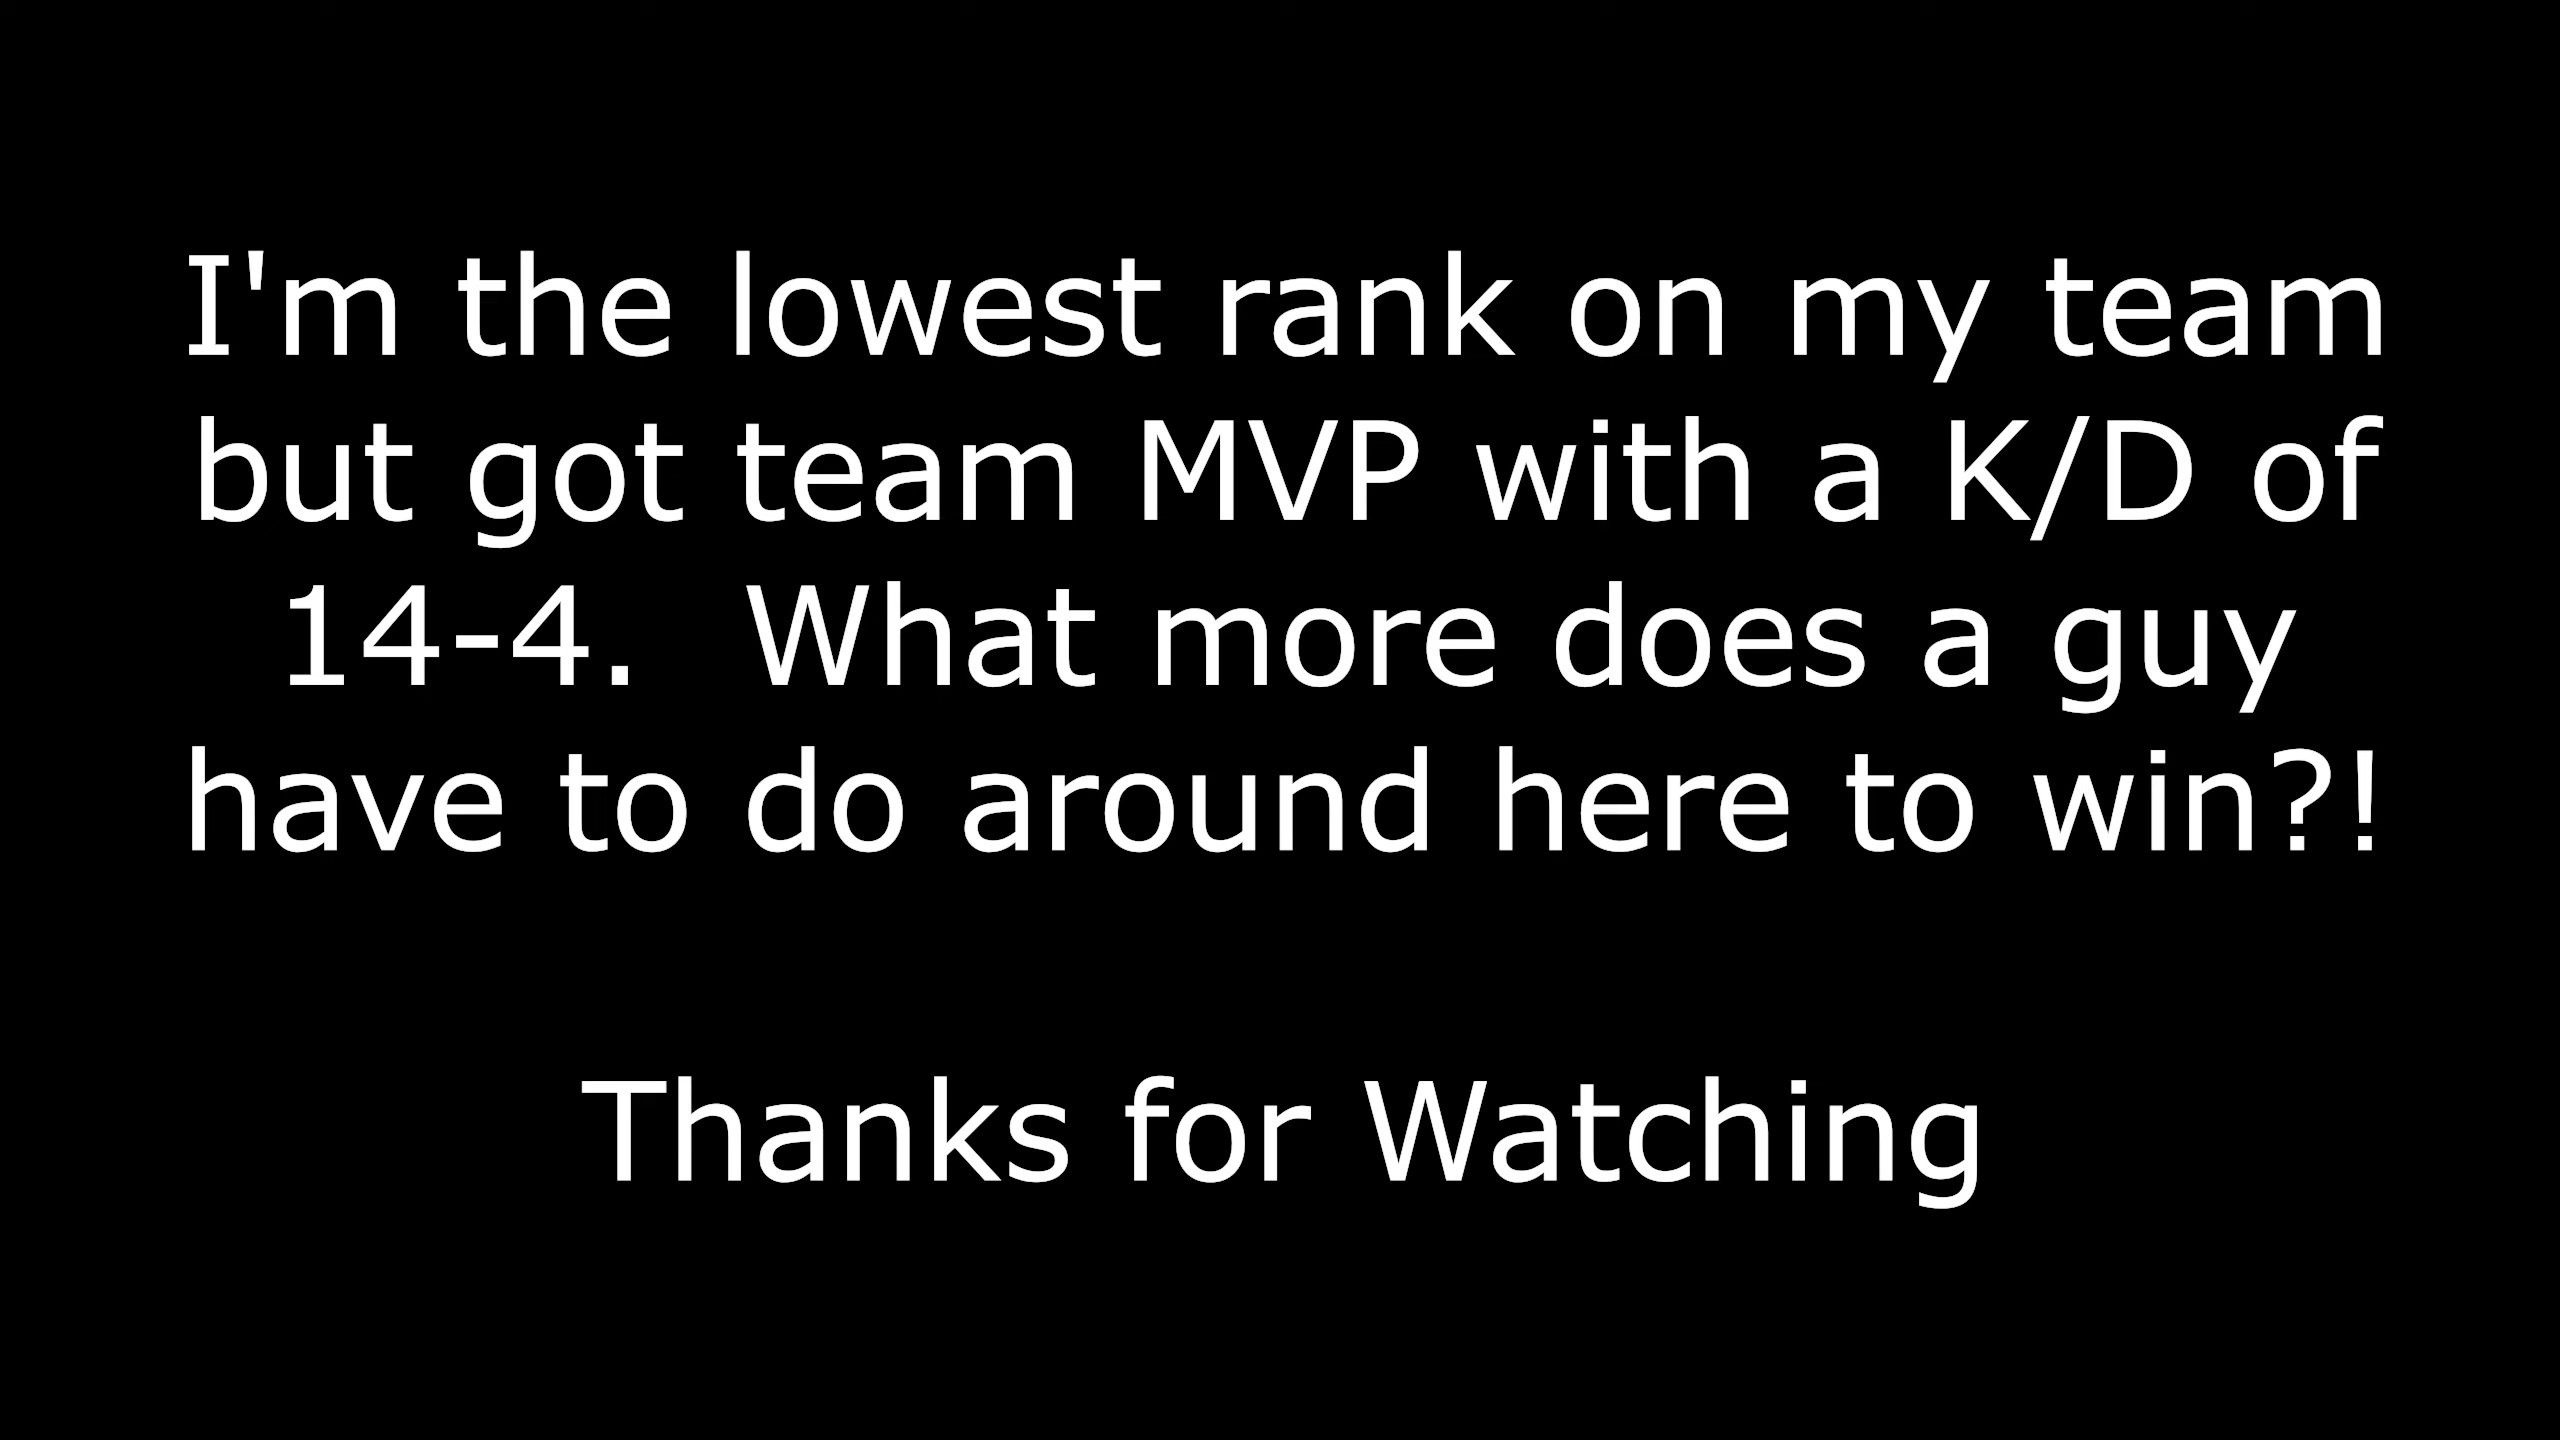 I'm the lowest rank on my team
but got team MVP with a K/D of
14-4.  What more does a guy
have to do around here to win?!
Thanks for Watching